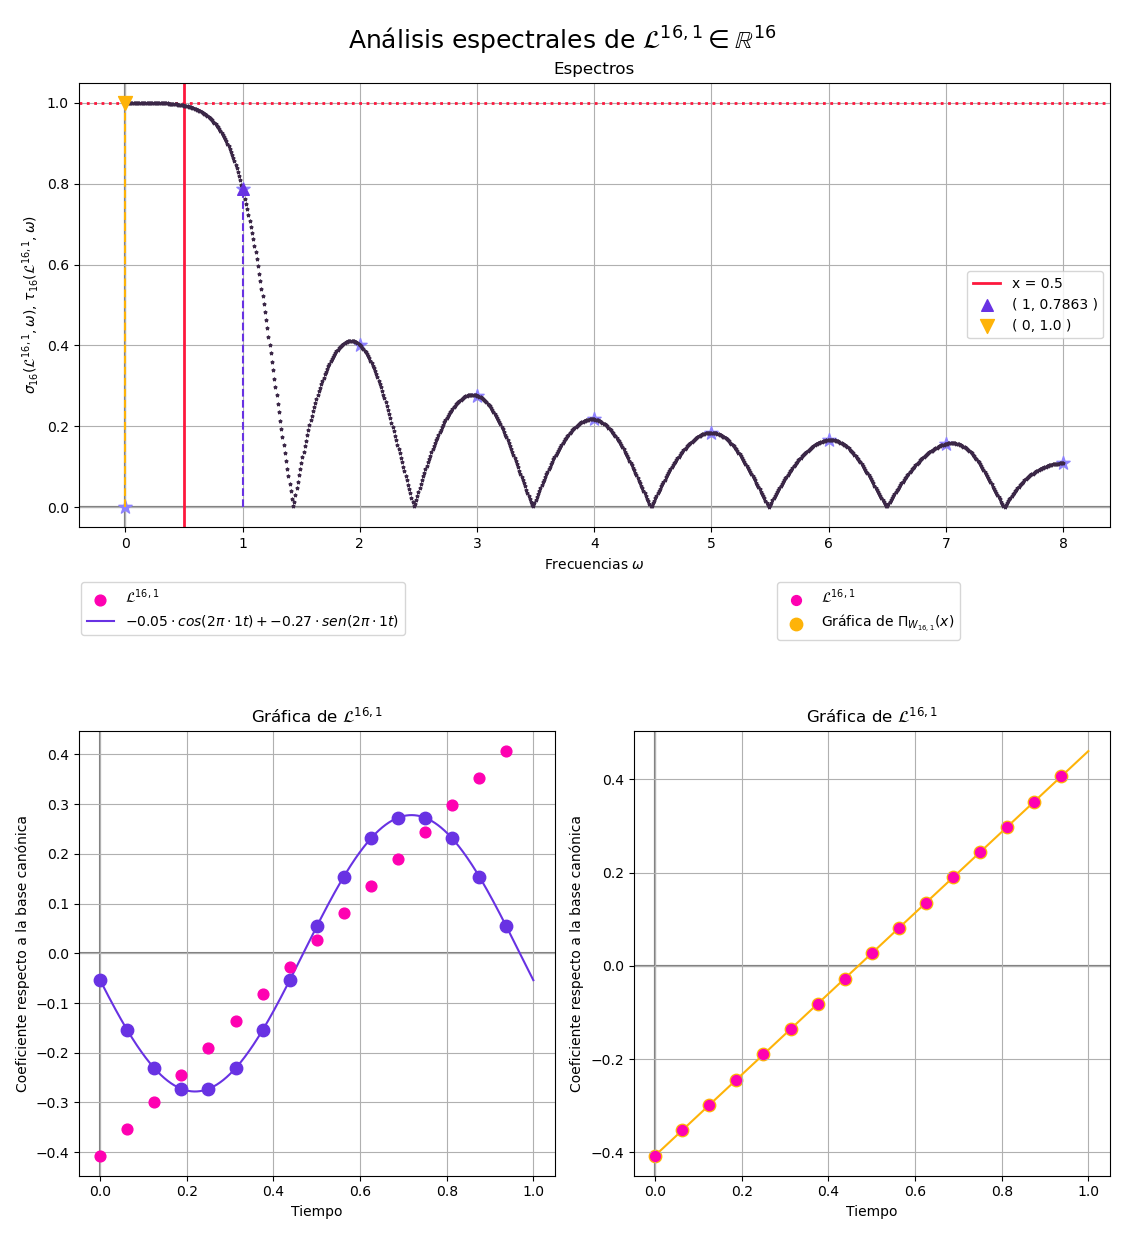 Análisis espectrales de 𝓛^{16,1} ∈ ℝ^{16}
Espectros
σ_{16}(𝓛^{16,1}, ω), τ_{16}(𝓛^{16,1}, ω)
1.0
0.8
0.6
0.4
0.2
0.0
x = 0.5
( 1, 0.7863 )
( 0, 1.0 )
0 1 2 3 4 5 6 7 8
Frecuencias ω
𝓛^{16,1}
−0.05 · cos(2π · 1t) + −0.27 · sen(2π · 1t)
𝓛^{16,1}
Gráfica de Π_{W_{16,1}}(x)
Gráfica de 𝓛^{16,1}
Coeficiente respecto a la base canónica
0.4
0.3
0.2
0.1
0.0
−0.1
−0.2
−0.3
−0.4
0.0 0.2 0.4 0.6 0.8 1.0
Tiempo
Gráfica de 𝓛^{16,1}
Coeficiente respecto a la base canónica
0.4
0.2
0.0
−0.2
−0.4
0.0 0.2 0.4 0.6 0.8 1.0
Tiempo